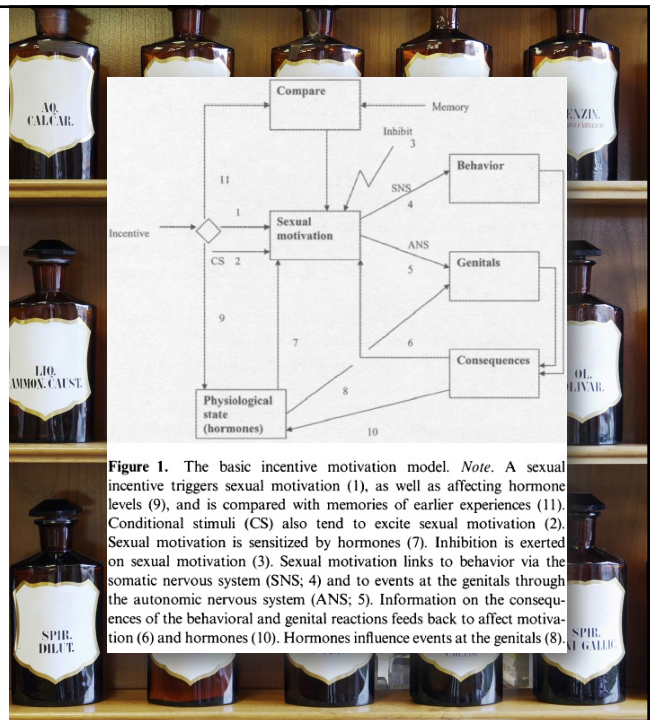 AQ.
CALCAR.
ENZIN.
Compare
Memory
Inhibit
3
Behavior
SNS
4
11
1
Sexual
motivation
Incentive
CS 2
ANS
5
Genitals
9
7
6
Consequences
8
Physiological
state
(hormones)
10
LIQ.
AMMON. CAUST.
OL.
LIVAR.
Figure 1. The basic incentive motivation model. Note. A sexual
incentive triggers sexual motivation (1), as well as affecting hormone
levels (9), and is compared with memories of earlier experiences (11).
Conditional stimuli (CS) also tend to excite sexual motivation (2).
Sexual motivation is sensitized by hormones (7). Inhibition is exerted
on sexual motivation (3). Sexual motivation links to behavior via the
somatic nervous system (SNS; 4) and to events at the genitals through
the autonomic nervous system (ANS; 5). Information on the consequ-
ences of the behavioral and genital reactions feeds back to affect motiva-
tion (6) and hormones (10). Hormones influence events at the genitals (8).
SPIR.
DILUT.
SPIR.
GALLIC.